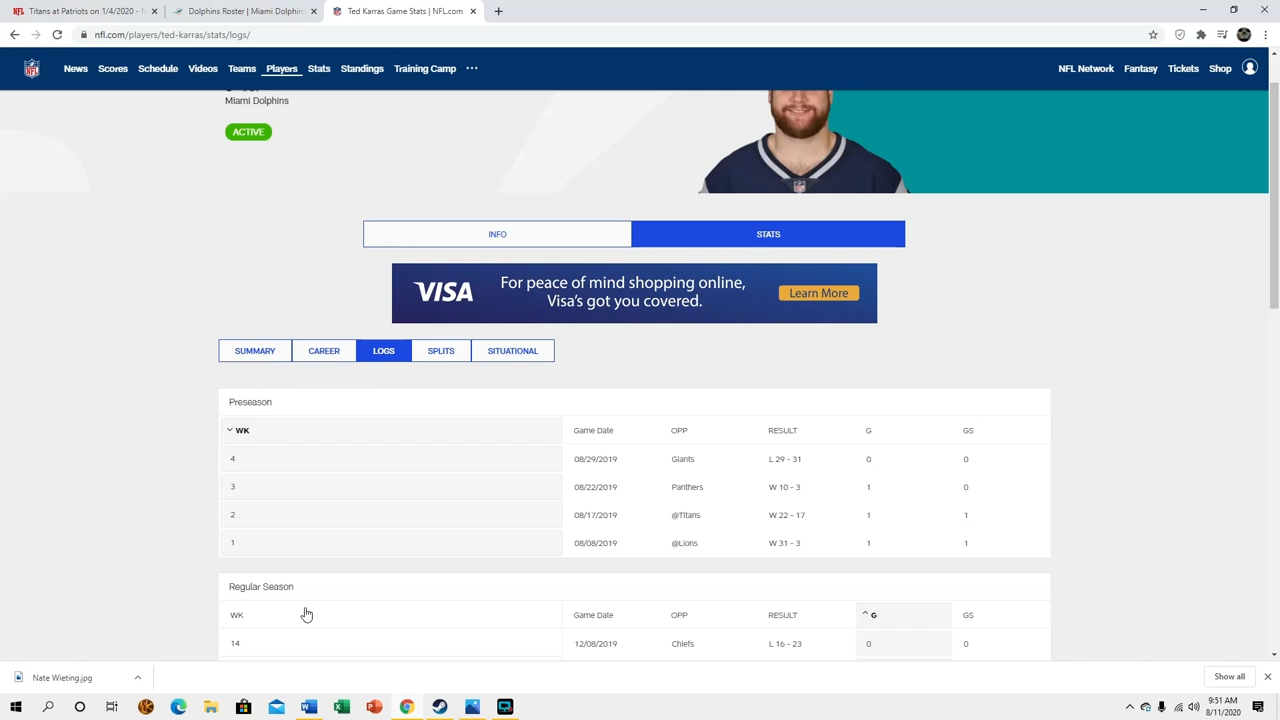 Titans at Patriots on 1/4/2020 - 
Dolphins Roster | Miami Dolphin
Ted Karras Game Stats | NFL.com
nfl.com/players/ted-karras/stats/logs/
NFL
News Scores Schedule Videos Teams Players Stats Standings Training Camp ••• NFL Network Fantasy Tickets Shop
Miami Dolphins
ACTIVE
INFO STATS
VISA For peace of mind shopping online, Learn More
Visa's got you covered.
SUMMARY CAREER LOGS SPLITS SITUATIONAL
Preseason
WK Game Date OPP RESULT G GS
4 08/29/2019 Giants L 29 - 31 0 0
3 08/22/2019 Panthers W 10 - 3 1 0
2 08/17/2019 @Titans W 22 - 17 1 1
1 08/08/2019 @Lions W 31 - 3 1 1
Regular Season
WK Game Date OPP RESULT G GS
14 12/08/2019 Chiefs L 16 - 23 0 0
Nate Wieting.jpg Show all
9:51 AM
8/11/2020